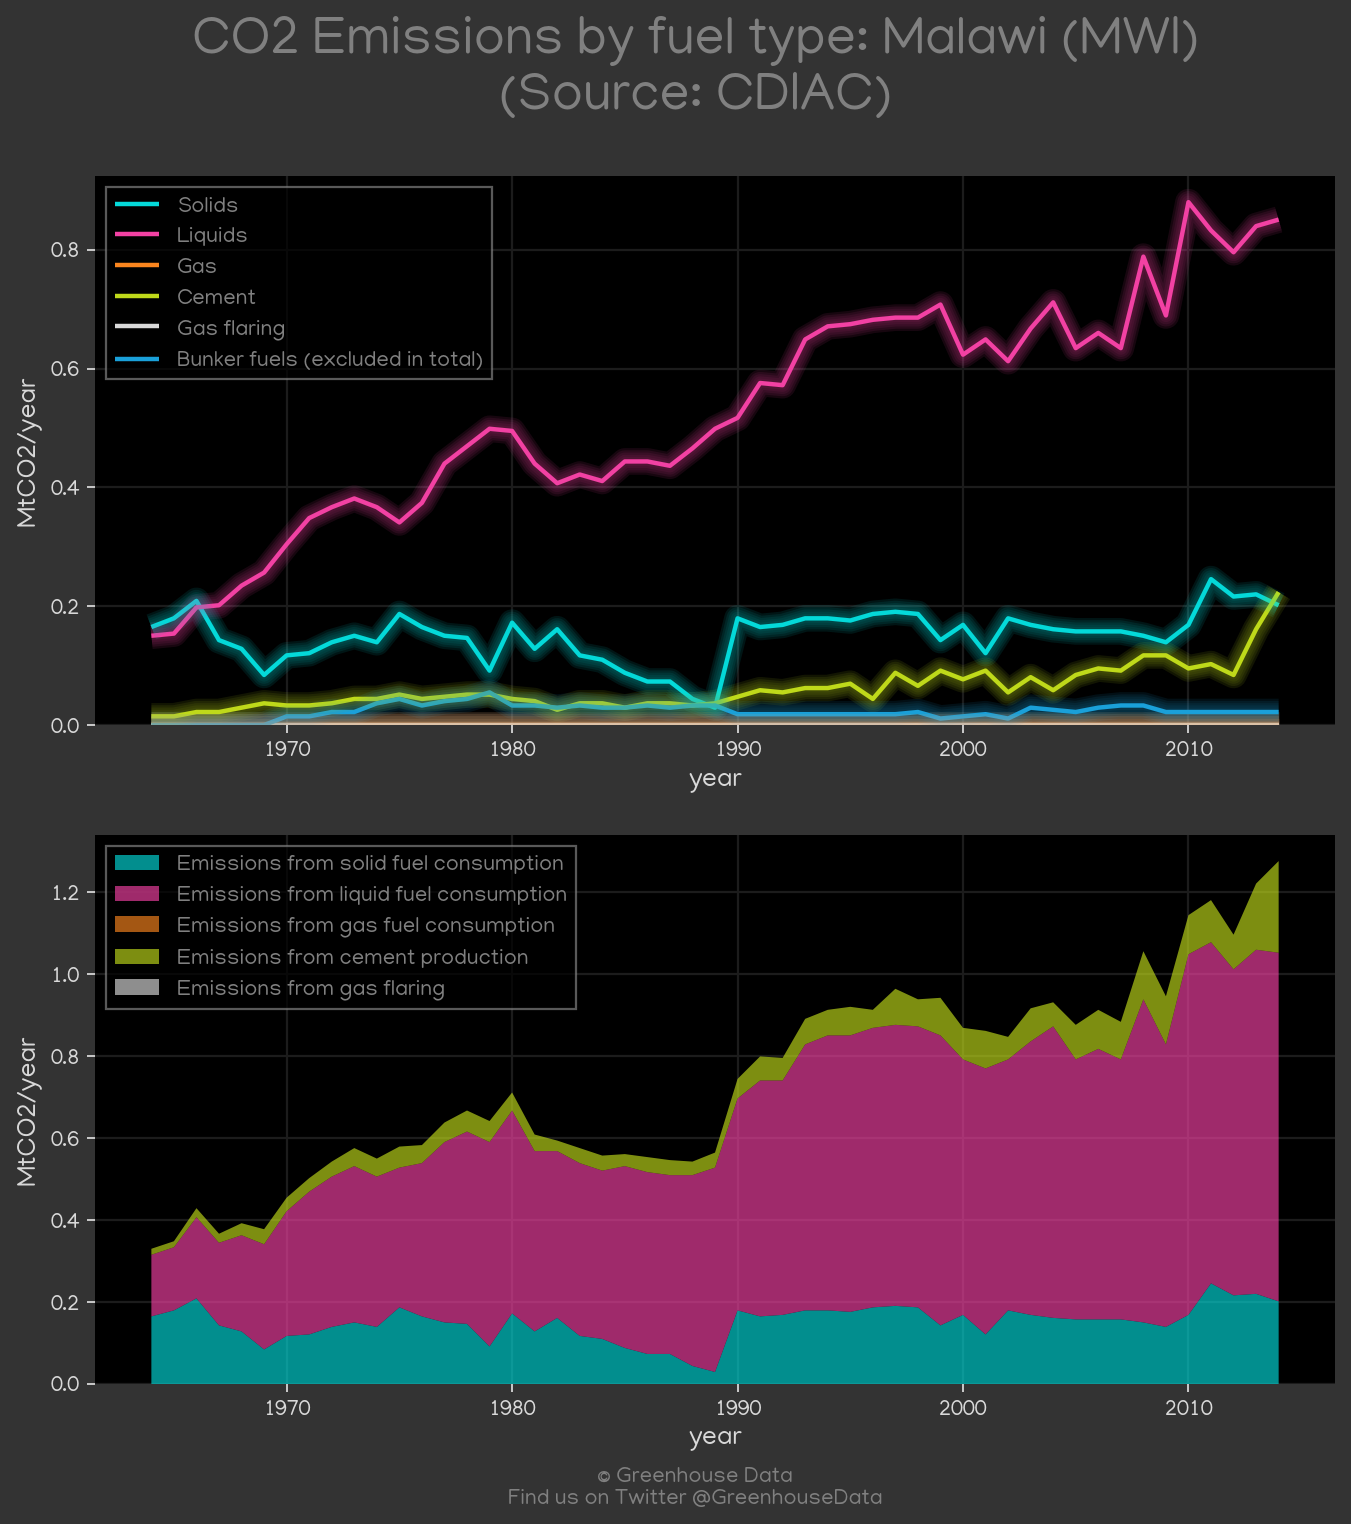 CO2 Emissions by fuel type: Malawi (MWI)
(Source: CDIAC)
Solids
Liquids
Gas
Cement
Gas flaring
Bunker fuels (excluded in total)
MtCO2/year
0.8
0.6
0.4
0.2
0.0
1970 1980 1990 2000 2010
year
Emissions from solid fuel consumption
Emissions from liquid fuel consumption
Emissions from gas fuel consumption
Emissions from cement production
Emissions from gas flaring
MtCO2/year
1.2
1.0
0.8
0.6
0.4
0.2
0.0
1970 1980 1990 2000 2010
year
© Greenhouse Data
Find us on Twitter @GreenhouseData